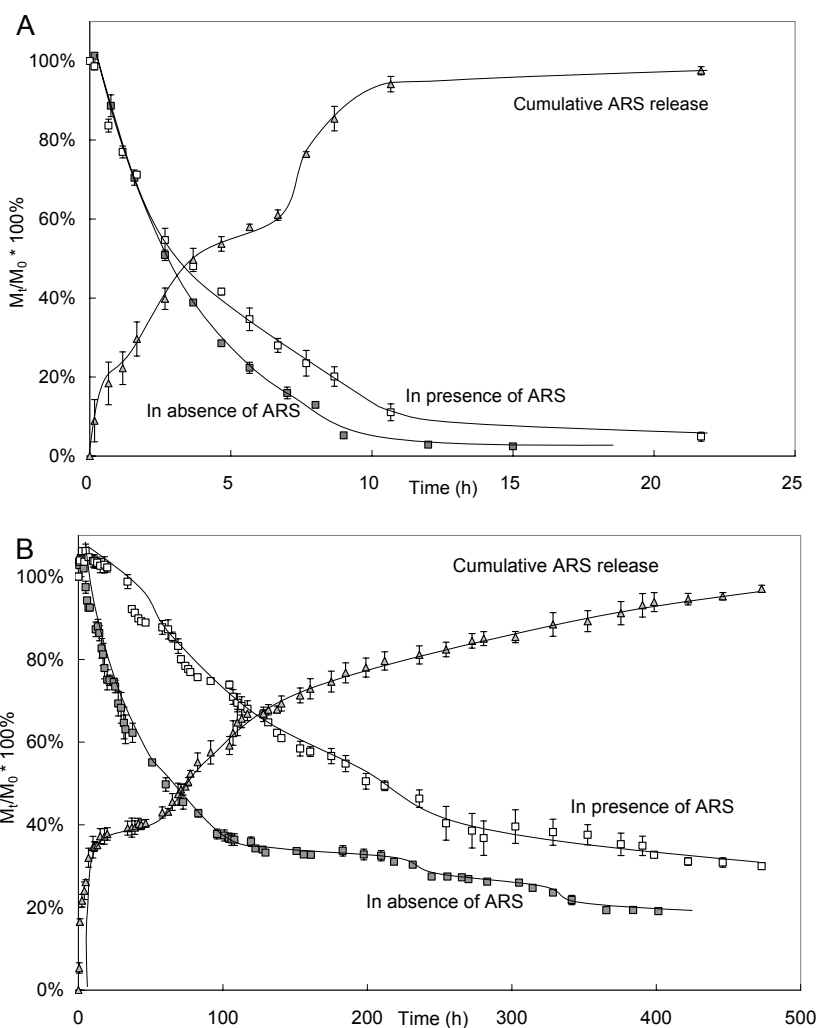 A
100%
80%
60%
40%
20%
0%
Mt/M0 * 100%
Cumulative ARS release
In absence of ARS
In presence of ARS
0 5 10 15 20 25
Time (h)
B
100%
80%
60%
40%
20%
0%
Mt/M0 * 100%
Cumulative ARS release
In presence of ARS
In absence of ARS
0 100 200 300 400 500
Time (h)